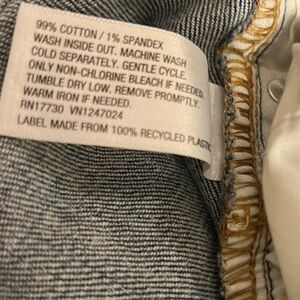 99% COTTON / 1% SPANDEX
WASH INSIDE OUT. MACHINE WASH
COLD SEPARATELY. GENTLE CYCLE.
ONLY NON-CHLORINE BLEACH IF NEEDED.
TUMBLE DRY LOW. REMOVE PROMPTLY.
WARM IRON IF NEEDED.
RN17730 VN1247024
LABEL MADE FROM 100% RECYCLED PLASTIC